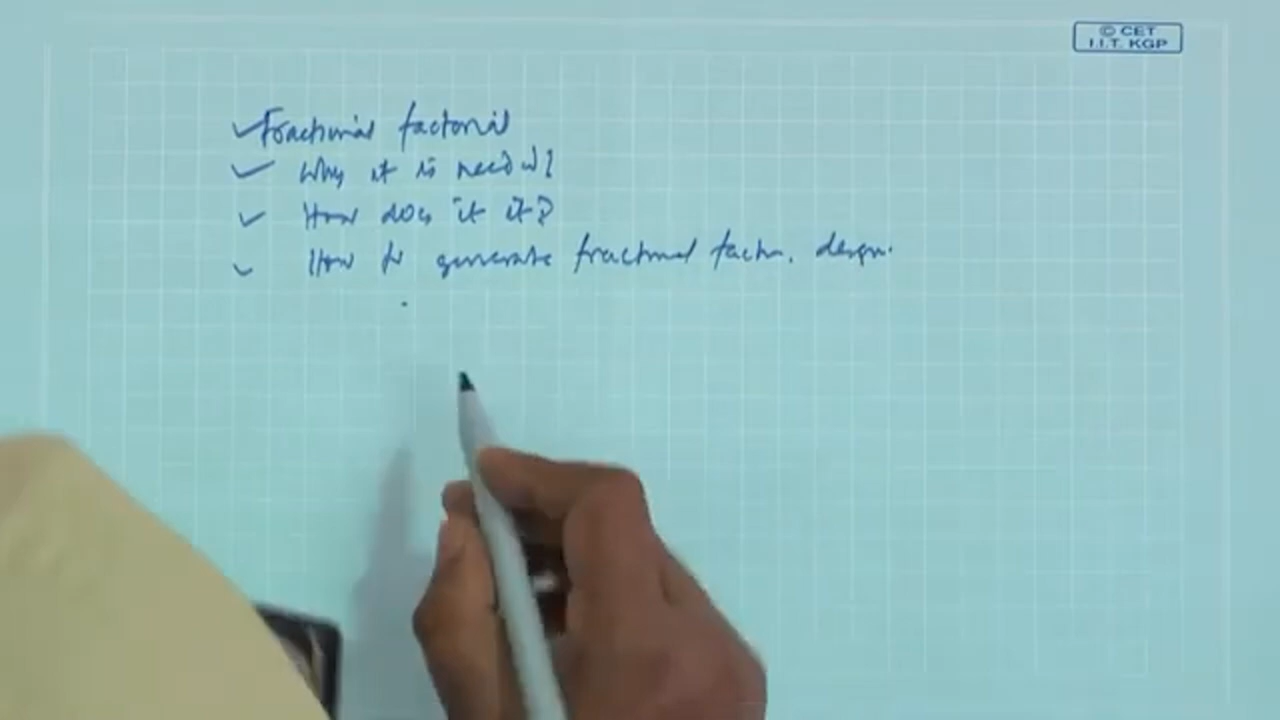 © CET
I.I.T. KGP
Fractional factorial
Why it is needed?
How does it it?
How to generate fractional factor. design.